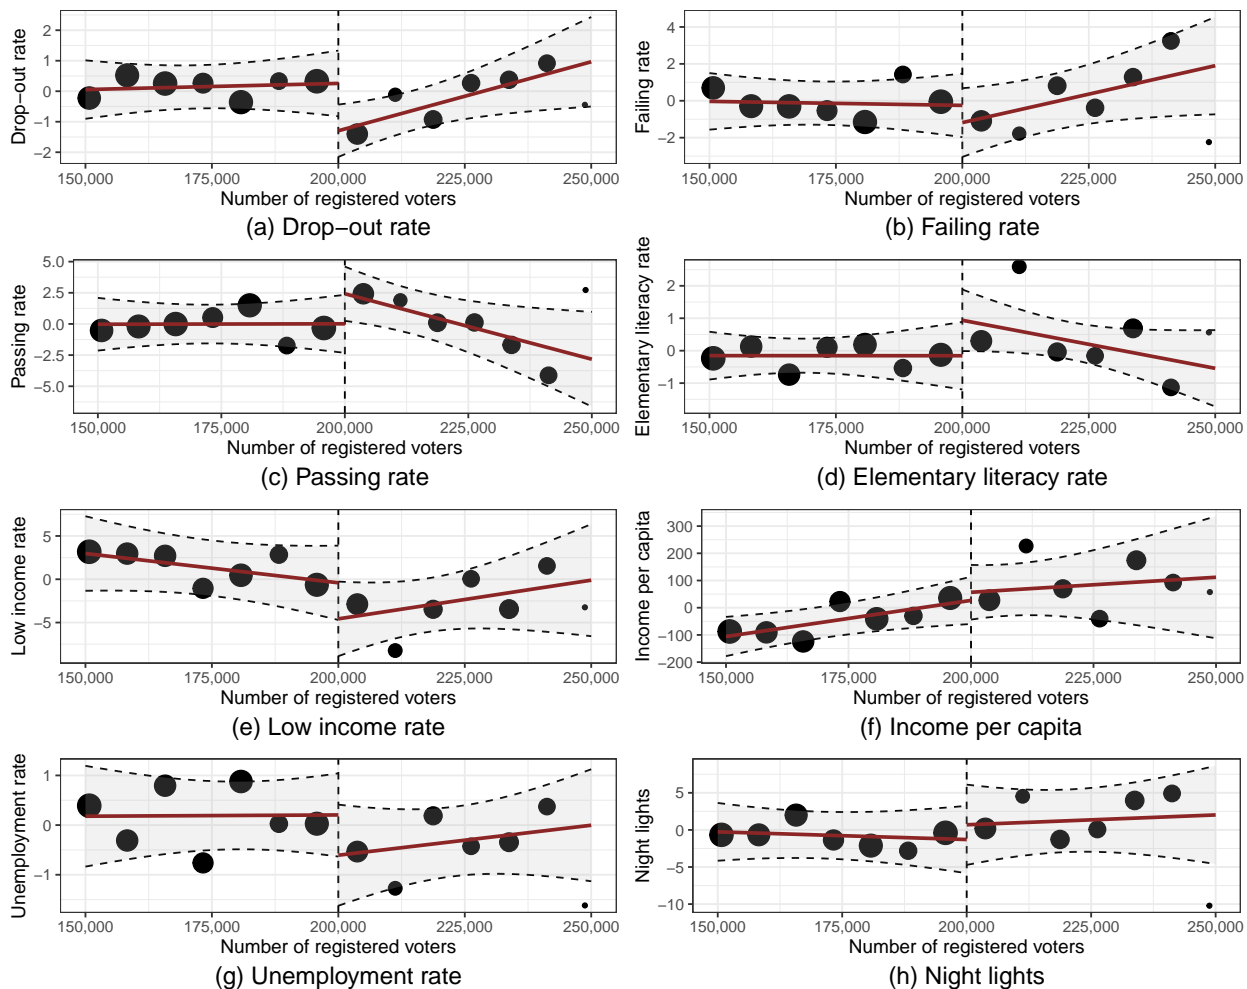 Drop−out rate
2
1
0
−1
−2
150,000 175,000 200,000 225,000 250,000
Number of registered voters
(a) Drop−out rate
Failing rate
4
2
0
−2
150,000 175,000 200,000 225,000 250,000
Number of registered voters
(b) Failing rate
Passing rate
5.0
2.5
0.0
−2.5
−5.0
150,000 175,000 200,000 225,000 250,000
Number of registered voters
(c) Passing rate
Elementary literacy rate
2
1
0
−1
150,000 175,000 200,000 225,000 250,000
Number of registered voters
(d) Elementary literacy rate
Low income rate
5
0
−5
150,000 175,000 200,000 225,000 250,000
Number of registered voters
(e) Low income rate
Income per capita
300
200
100
0
−100
−200
150,000 175,000 200,000 225,000 250,000
Number of registered voters
(f) Income per capita
Unemployment rate
1
0
−1
150,000 175,000 200,000 225,000 250,000
Number of registered voters
(g) Unemployment rate
Night lights
5
0
−5
−10
150,000 175,000 200,000 225,000 250,000
Number of registered voters
(h) Night lights